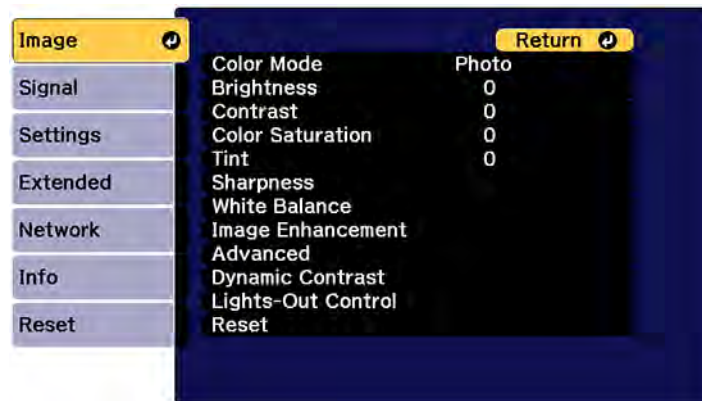 Image
Signal
Settings
Extended
Network
Info
Reset
Return
Color Mode Photo
Brightness 0
Contrast 0
Color Saturation 0
Tint 0
Sharpness
White Balance
Image Enhancement
Advanced
Dynamic Contrast
Lights-Out Control
Reset